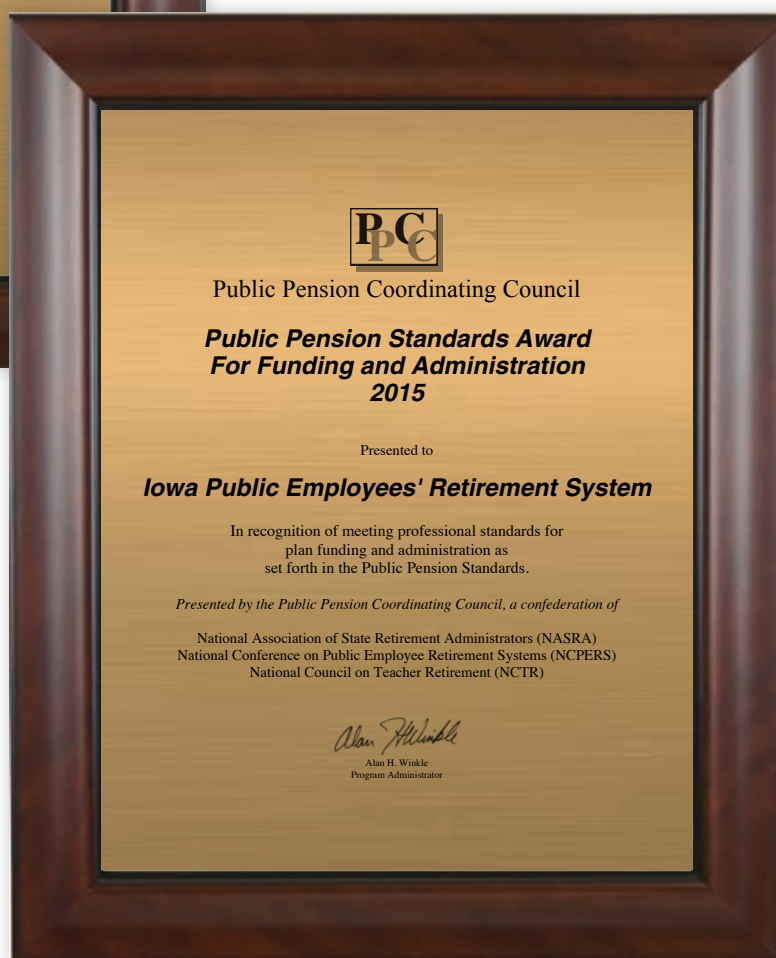 PPCC
Public Pension Coordinating Council
Public Pension Standards Award
For Funding and Administration
2015
Presented to
Iowa Public Employees' Retirement System
In recognition of meeting professional standards for
plan funding and administration as
set forth in the Public Pension Standards.
Presented by the Public Pension Coordinating Council, a confederation of
National Association of State Retirement Administrators (NASRA)
National Conference on Public Employee Retirement Systems (NCPERS)
National Council on Teacher Retirement (NCTR)
Alan H Winkle
Alan H. Winkle
Program Administrator